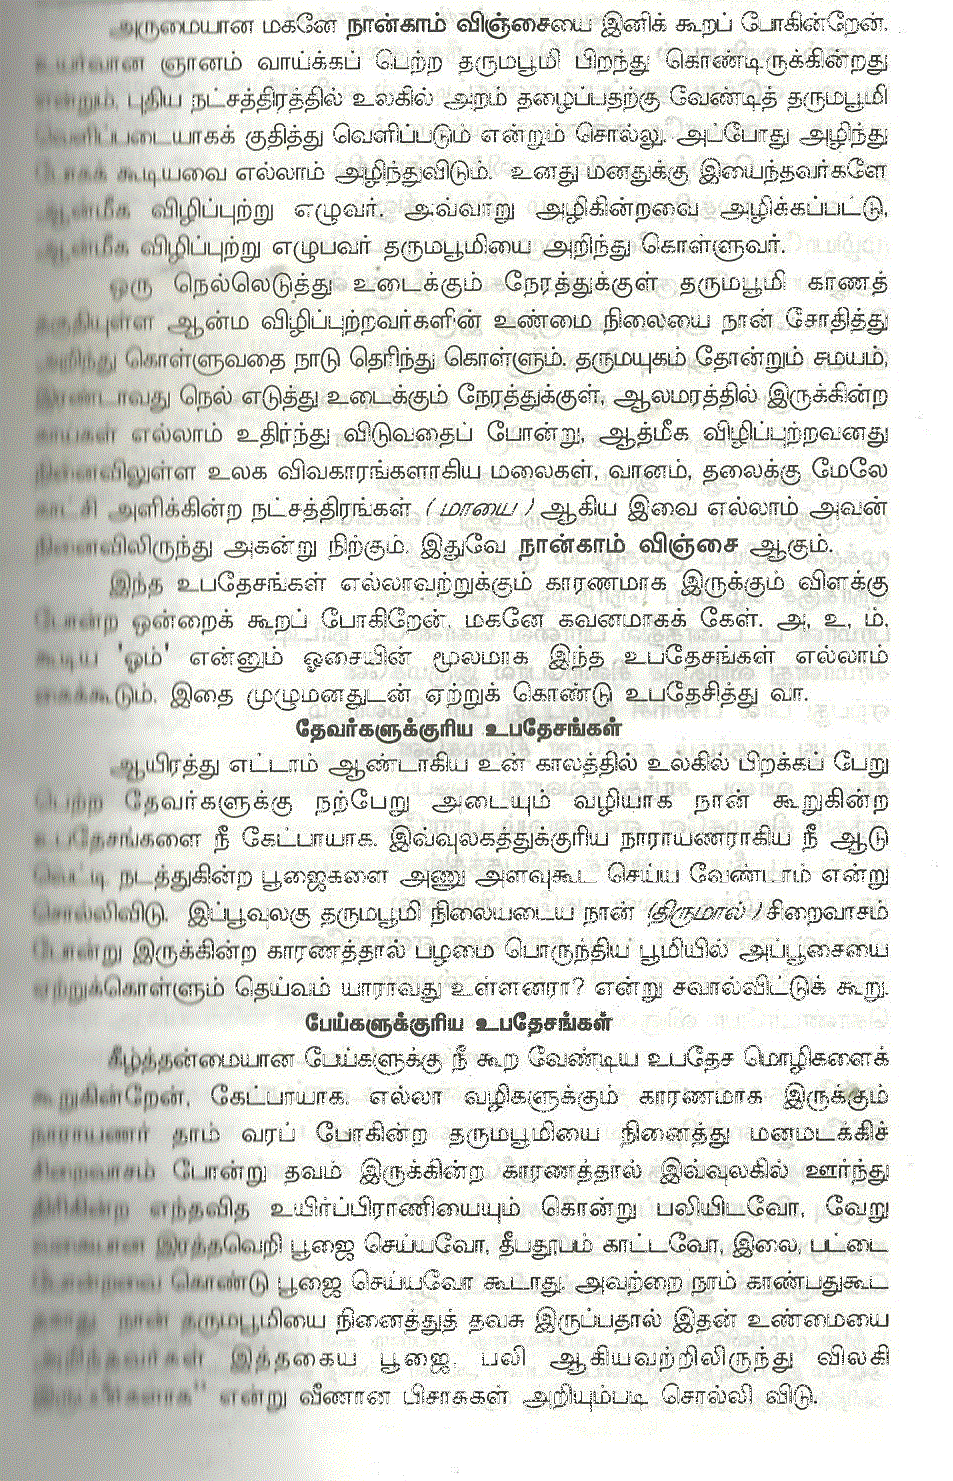 அருமையான மகனே நான்காம் விஞ்சையை இனிக் கூறப் போகின்றேன்.
உயர்வான ஞானம் வாய்க்கப் பெற்ற தருமபூமி பிறந்து கொண்டிருக்கின்றது
என்றும், புதிய நட்சத்திரத்தில் உலகில் அறம் தழைப்பதற்கு வேண்டித் தருமபூமி
வெளிப்படையாகக் குதித்து வெளிப்படும் என்றும் சொல்லு. அப்போது அழிந்து
போகக் கூடியவை எல்லாம் அழிந்துவிடும். உனது மனதுக்கு இயைந்தவர்களே
ஆன்மீக விழிப்புற்று எழுவர். அவ்வாறு அழிகின்றவை அழிக்கப்பட்டு,
ஆன்மீக விழிப்புற்று எழுபவர் தருமபூமியை அறிந்து கொள்ளுவர்.
ஒரு நெல்லெடுத்து உடைக்கும் நேரத்துக்குள் தருமபூமி காணத்
தகுதியுள்ள ஆன்ம விழிப்புற்றவர்களின் உண்மை நிலையை நான் சோதித்து
அறிந்து கொள்ளுவதை நாடு தெரிந்து கொள்ளும். தருமயுகம் தோன்றும் சமயம்,
இரண்டாவது நெல் எடுத்து உடைக்கும் நேரத்துக்குள், ஆலமரத்தில் இருக்கின்ற
காய்கள் எல்லாம் உதிர்ந்து விடுவதைப் போன்று, ஆத்மீக விழிப்புற்றவனது
நினைவிலுள்ள உலக விவகாரங்களாகிய மலைகள், வானம், தலைக்கு மேலே
காட்சி அளிக்கின்ற நட்சத்திரங்கள் (மாயை) ஆகிய இவை எல்லாம் அவன்
நினைவிலிருந்து அகன்று நிற்கும். இதுவே நான்காம் விஞ்சை ஆகும்.
இந்த உபதேசங்கள் எல்லாவற்றுக்கும் காரணமாக இருக்கும் விளக்கு
போன்ற ஒன்றைக் கூறப் போகிறேன். மகனே கவனமாகக் கேள். அ, உ, ம்,
கூடிய 'ஓம்' என்னும் ஓசையின் மூலமாக இந்த உபதேசங்கள் எல்லாம்
கைக்கூடும். இதை முழுமனதுடன் ஏற்றுக் கொண்டு உபதேசித்து வா.
தேவர்களுக்குரிய உபதேசங்கள்
ஆயிரத்து எட்டாம் ஆண்டாகிய உன் காலத்தில் உலகில் பிறக்கப் பேறு
பெற்ற தேவர்களுக்கு நற்பேறு அடையும் வழியாக நான் கூறுகின்ற
உபதேசங்களை நீ கேட்பாயாக. இவ்வுலகத்துக்குரிய நாராயணராகிய நீ ஆடு
வெட்டி நடத்துகின்ற பூஜைகளை அணு அளவுகூட செய்ய வேண்டாம் என்று
சொல்லிவிடு. இப்பூவுலகு தருமபூமி நிலையடைய நான் (திருமால்) சிறைவாசம்
போன்று இருக்கின்ற காரணத்தால் பழமை பொருந்திய பூமியில் அப்பூசையை
ஏற்றுக்கொள்ளும் தெய்வம் யாராவது உள்ளனரா? என்று சவால்விட்டுக் கூறு.
பேய்களுக்குரிய உபதேசங்கள்
கீழ்த்தன்மையான பேய்களுக்கு நீ கூற வேண்டிய உபதேச மொழிகளைக்
கூறுகின்றேன், கேட்பாயாக. எல்லா வழிகளுக்கும் காரணமாக இருக்கும்
நாராயணர் தாம் வரப் போகின்ற தருமபூமியை நினைத்து மனமடக்கிச்
சிறைவாசம் போன்று தவம் இருக்கின்ற காரணத்தால் இவ்வுலகில் ஊர்ந்து
திரிகின்ற எந்தவித உயிர்ப்பிராணியையும் கொன்று பலியிடவோ, வேறு
வகையான இரத்தவெறி பூஜை செய்யவோ, தீபதூபம் காட்டவோ, இலை, பட்டை
போன்றவை கொண்டு பூஜை செய்யவோ கூடாது. அவற்றை நாம் காண்பதுகூட
தகாது. நான் தருமபூமியை நினைத்துத் தவசு இருப்பதால் இதன் உண்மையை
அறிந்தவர்கள் இத்தகைய பூஜை, பலி ஆகியவற்றிலிருந்து விலகி
இருப்பீர்களாக" என்று வீணான பிசாசுகள் அறியும்படி சொல்லி விடு.